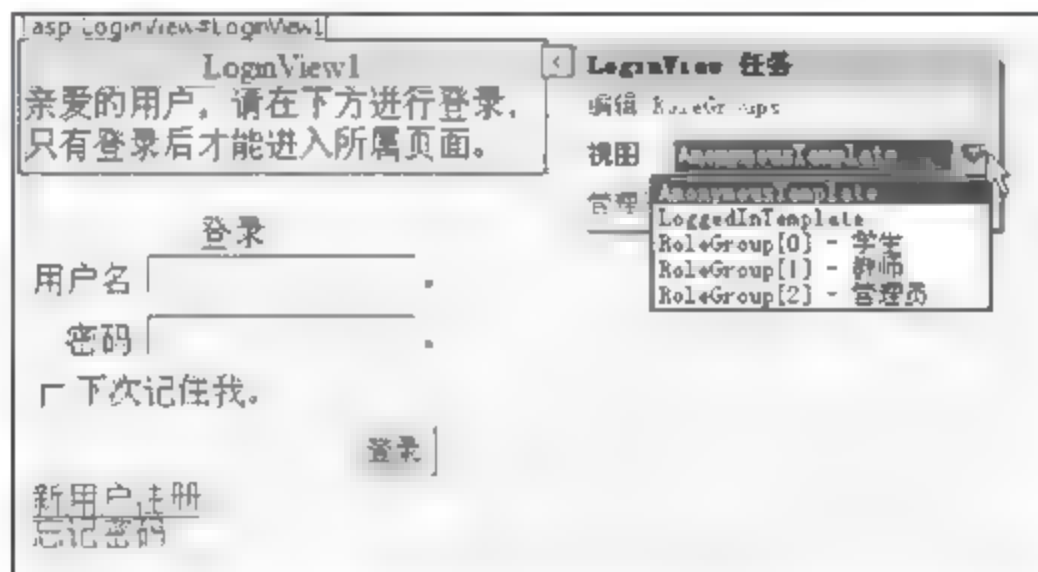 asp:LoginView#LoginView1
LoginView1
亲爱的用户，请在下方进行登录，
只有登录后才能进入所属页面。
登录
用户名
密码
下次记住我。
登录
新用户注册
忘记密码
LoginView 任务
编辑 RoleGroups
视图 AnonymousTemplate
管理
AnonymousTemplate
LoggedInTemplate
RoleGroup[0] - 学生
RoleGroup[1] - 教师
RoleGroup[2] - 管理员